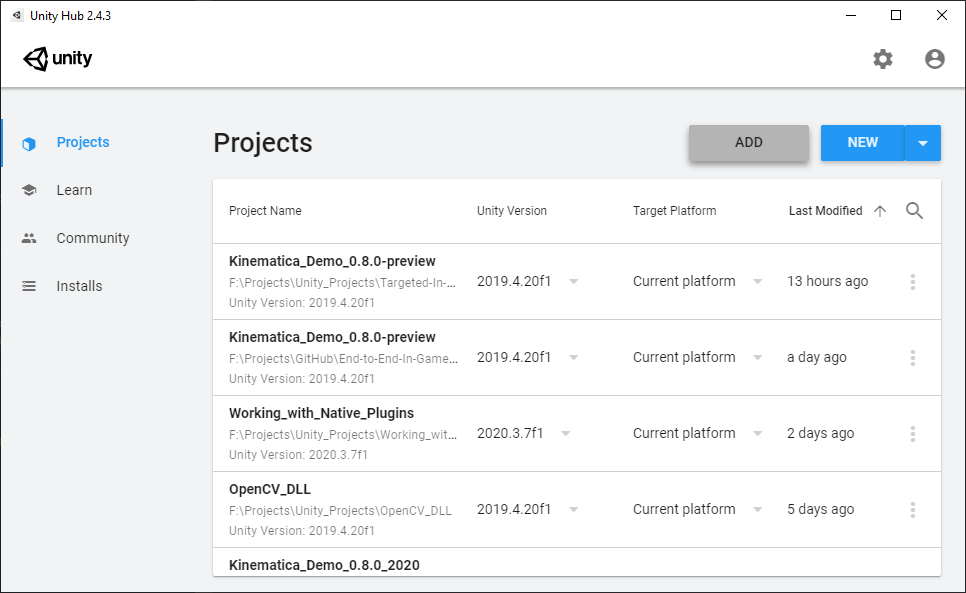 Unity Hub 2.4.3
unity
Projects
Learn
Community
Installs
Projects
ADD
NEW
Project Name
Unity Version
Target Platform
Last Modified
Kinematica_Demo_0.8.0-preview
F:\Projects\Unity_Projects\Targeted-In-...
Unity Version: 2019.4.20f1
2019.4.20f1
Current platform
13 hours ago
Kinematica_Demo_0.8.0-preview
F:\Projects\GitHub\End-to-End-In-Game...
Unity Version: 2019.4.20f1
2019.4.20f1
Current platform
a day ago
Working_with_Native_Plugins
F:\Projects\Unity_Projects\Working_wit...
Unity Version: 2020.3.7f1
2020.3.7f1
Current platform
2 days ago
OpenCV_DLL
F:\Projects\Unity_Projects\OpenCV_DLL
Unity Version: 2019.4.20f1
2019.4.20f1
Current platform
5 days ago
Kinematica_Demo_0.8.0_2020